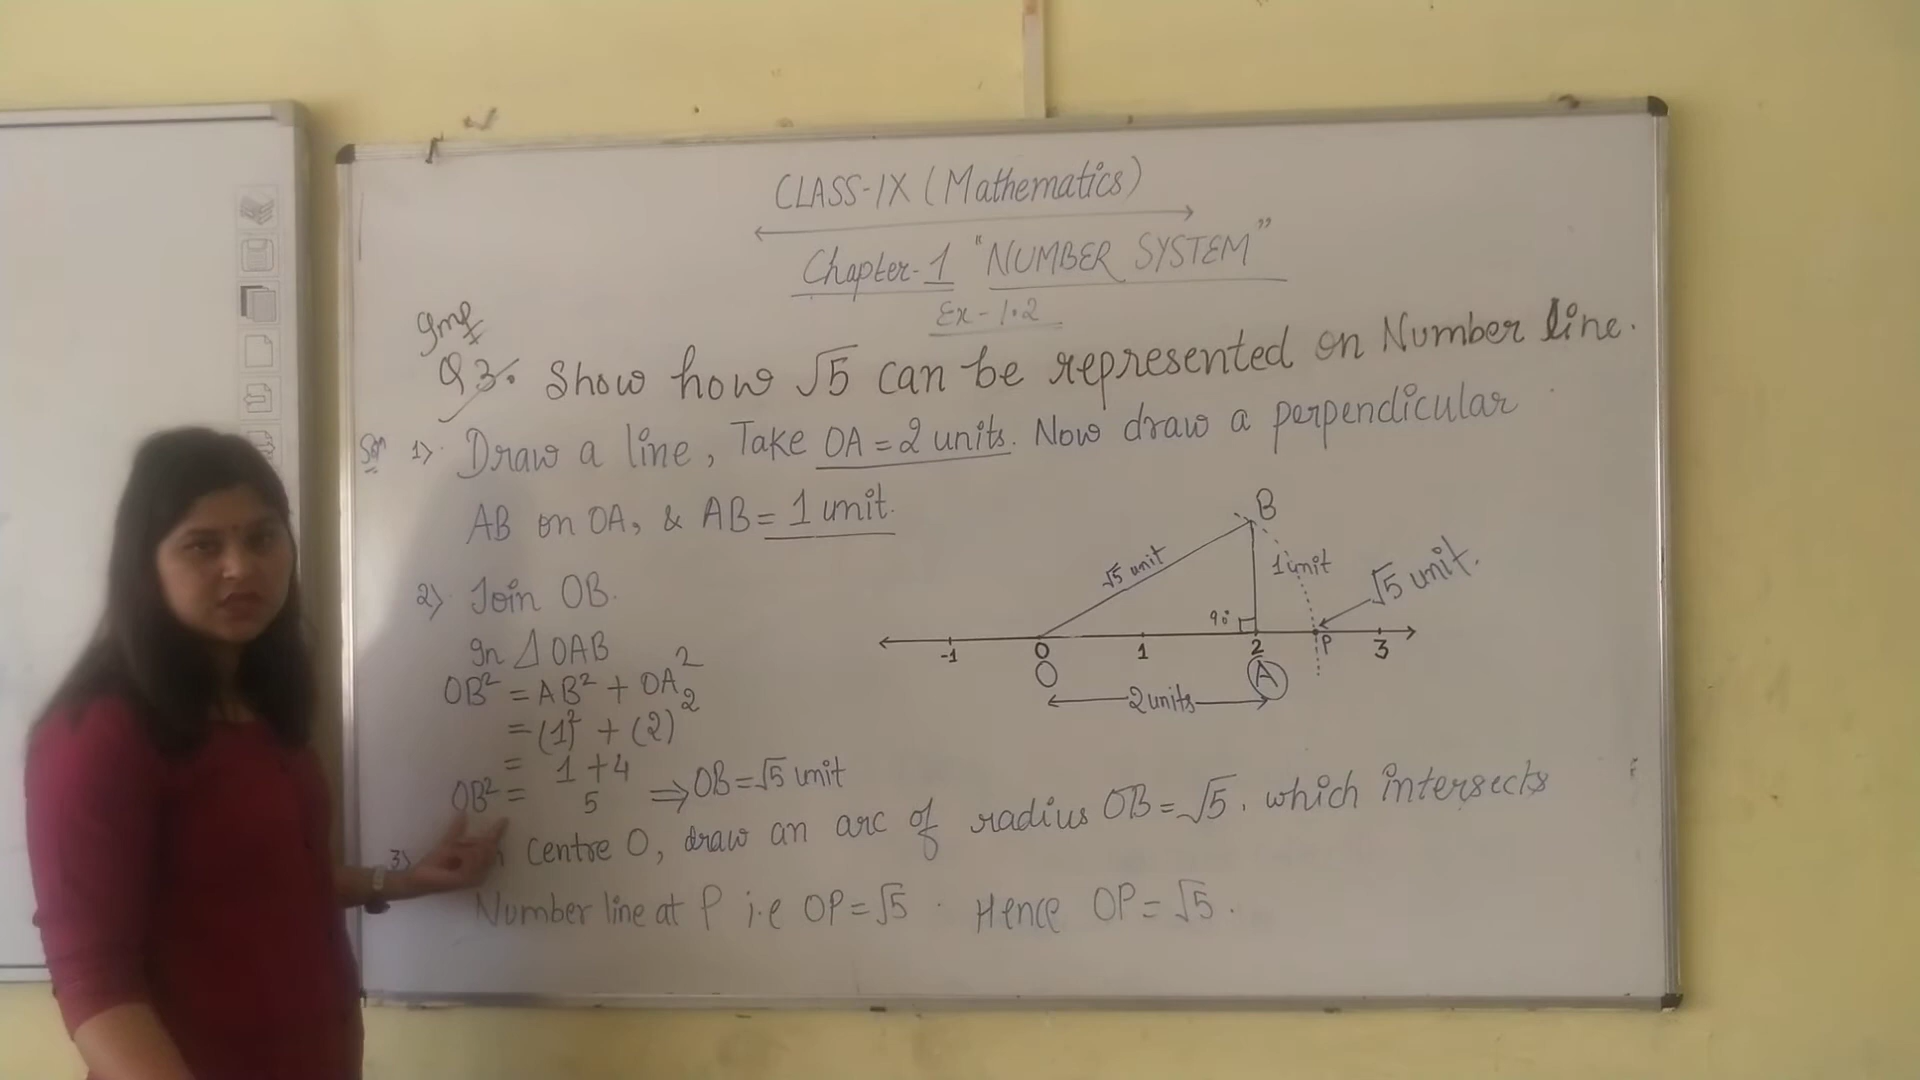 CLASS-IX (Mathematics)
Chapter-1 "NUMBER SYSTEM"
Ex-1.2
Imp
Q3. Show how √5 can be represented on Number line.
Soln 1) Draw a line, Take OA = 2 units. Now draw a perpendicular
AB on OA, & AB = 1 unit.
2) Join OB.
In △OAB
OB² = AB² + OA²
= (1)² + (2)²
= 1 + 4
OB² = 5 ⇒ OB = √5 unit
3) Centre O, draw an arc of radius OB = √5. which intersects
Number line at P i.e OP = √5. Hence OP = √5.
B
√5 unit
1 unit
√5 unit.
90°
-1 0 1 2 P 3
O A
2 units